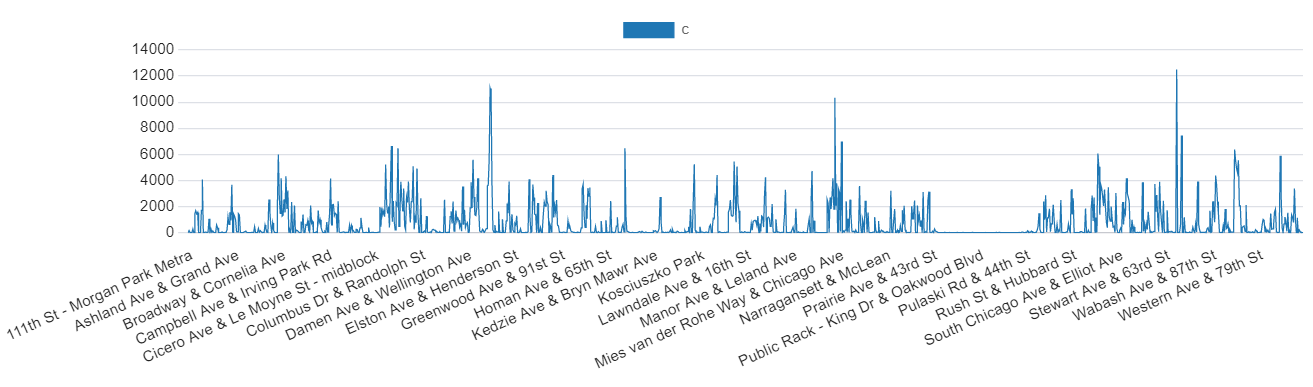 c
14000
12000
10000
8000
6000
4000
2000
0
111th St - Morgan Park Metra
Ashland Ave & Grand Ave
Broadway & Cornelia Ave
Campbell Ave & Irving Park Rd
Cicero Ave & Le Moyne St - midblock
Columbus Dr & Randolph St
Damen Ave & Wellington Ave
Elston Ave & Henderson St
Greenwood Ave & 91st St
Homan Ave & 65th St
Kedzie Ave & Bryn Mawr Ave
Kosciuszko Park
Lawndale Ave & 16th St
Manor Ave & Leland Ave
Mies van der Rohe Way & Chicago Ave
Narragansett & McLean
Prairie Ave & 43rd St
Public Rack - King Dr & Oakwood Blvd
Pulaski Rd & 44th St
Rush St & Hubbard St
South Chicago Ave & Elliot Ave
Stewart Ave & 63rd St
Wabash Ave & 87th St
Western Ave & 79th St